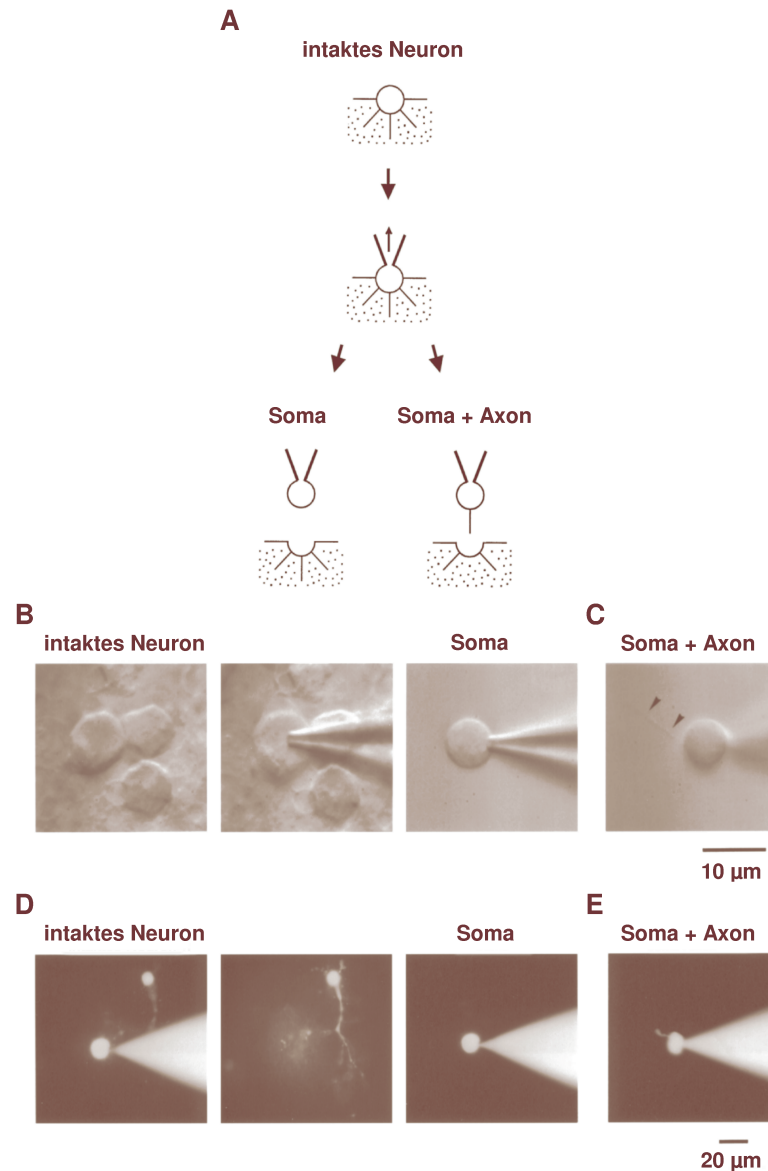 A
intaktes Neuron
Soma
Soma + Axon
B
intaktes Neuron
Soma
C
Soma + Axon
10 µm
D
intaktes Neuron
Soma
E
Soma + Axon
20 µm